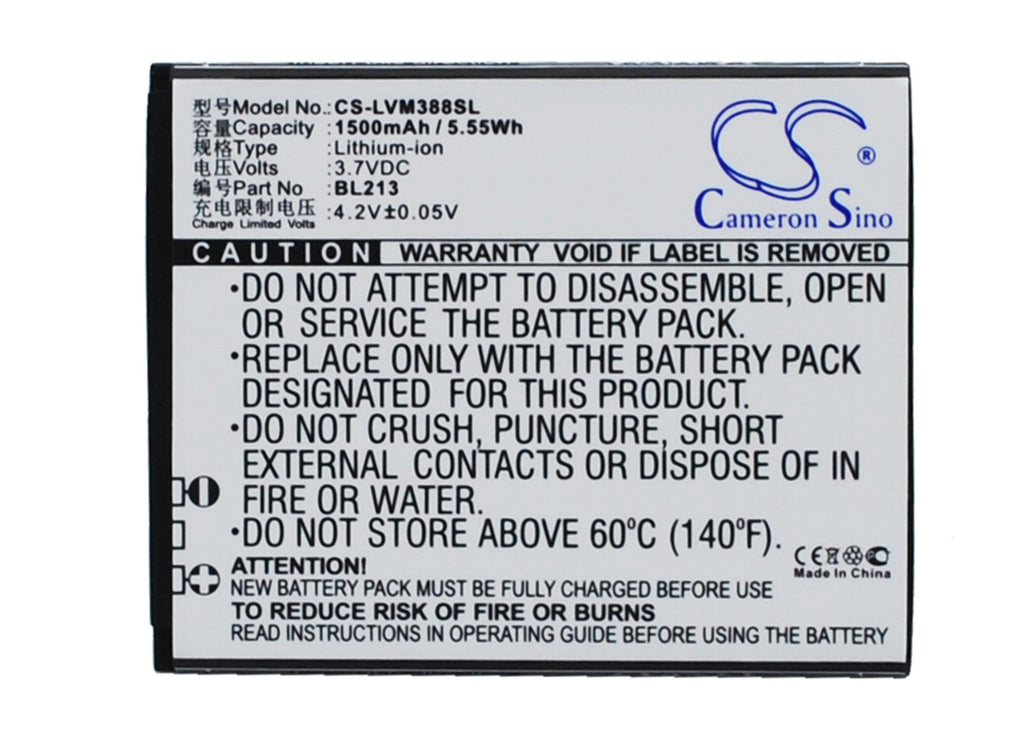 型号Model No.: CS-LVM388SL
容量Capacity : 1500mAh / 5.55Wh
规格Type : Lithium-ion
电压Volts : 3.7VDC
编号Part No : BL213
充电限制电压 : 4.2V±0.05V
Charge Limited Volts
CS ®
Cameron Sino
CAUTION WARRANTY VOID IF LABEL IS REMOVED
•DO NOT ATTEMPT TO DISASSEMBLE, OPEN
OR SERVICE THE BATTERY PACK.
•REPLACE ONLY WITH THE BATTERY PACK
DESIGNATED FOR THIS PRODUCT.
•DO NOT CRUSH, PUNCTURE, SHORT
EXTERNAL CONTACTS OR DISPOSE OF IN
FIRE OR WATER.
•DO NOT STORE ABOVE 60°C (140°F).
CE
Made In China
ATTENTION!
NEW BATTERY PACK MUST BE CHARGED BEFORE USE
TO REDUCE RISK OF FIRE OR BURNS
READ INSTRUCTIONS IN OPERATING GUIDE BEFORE USING THE BATTERY